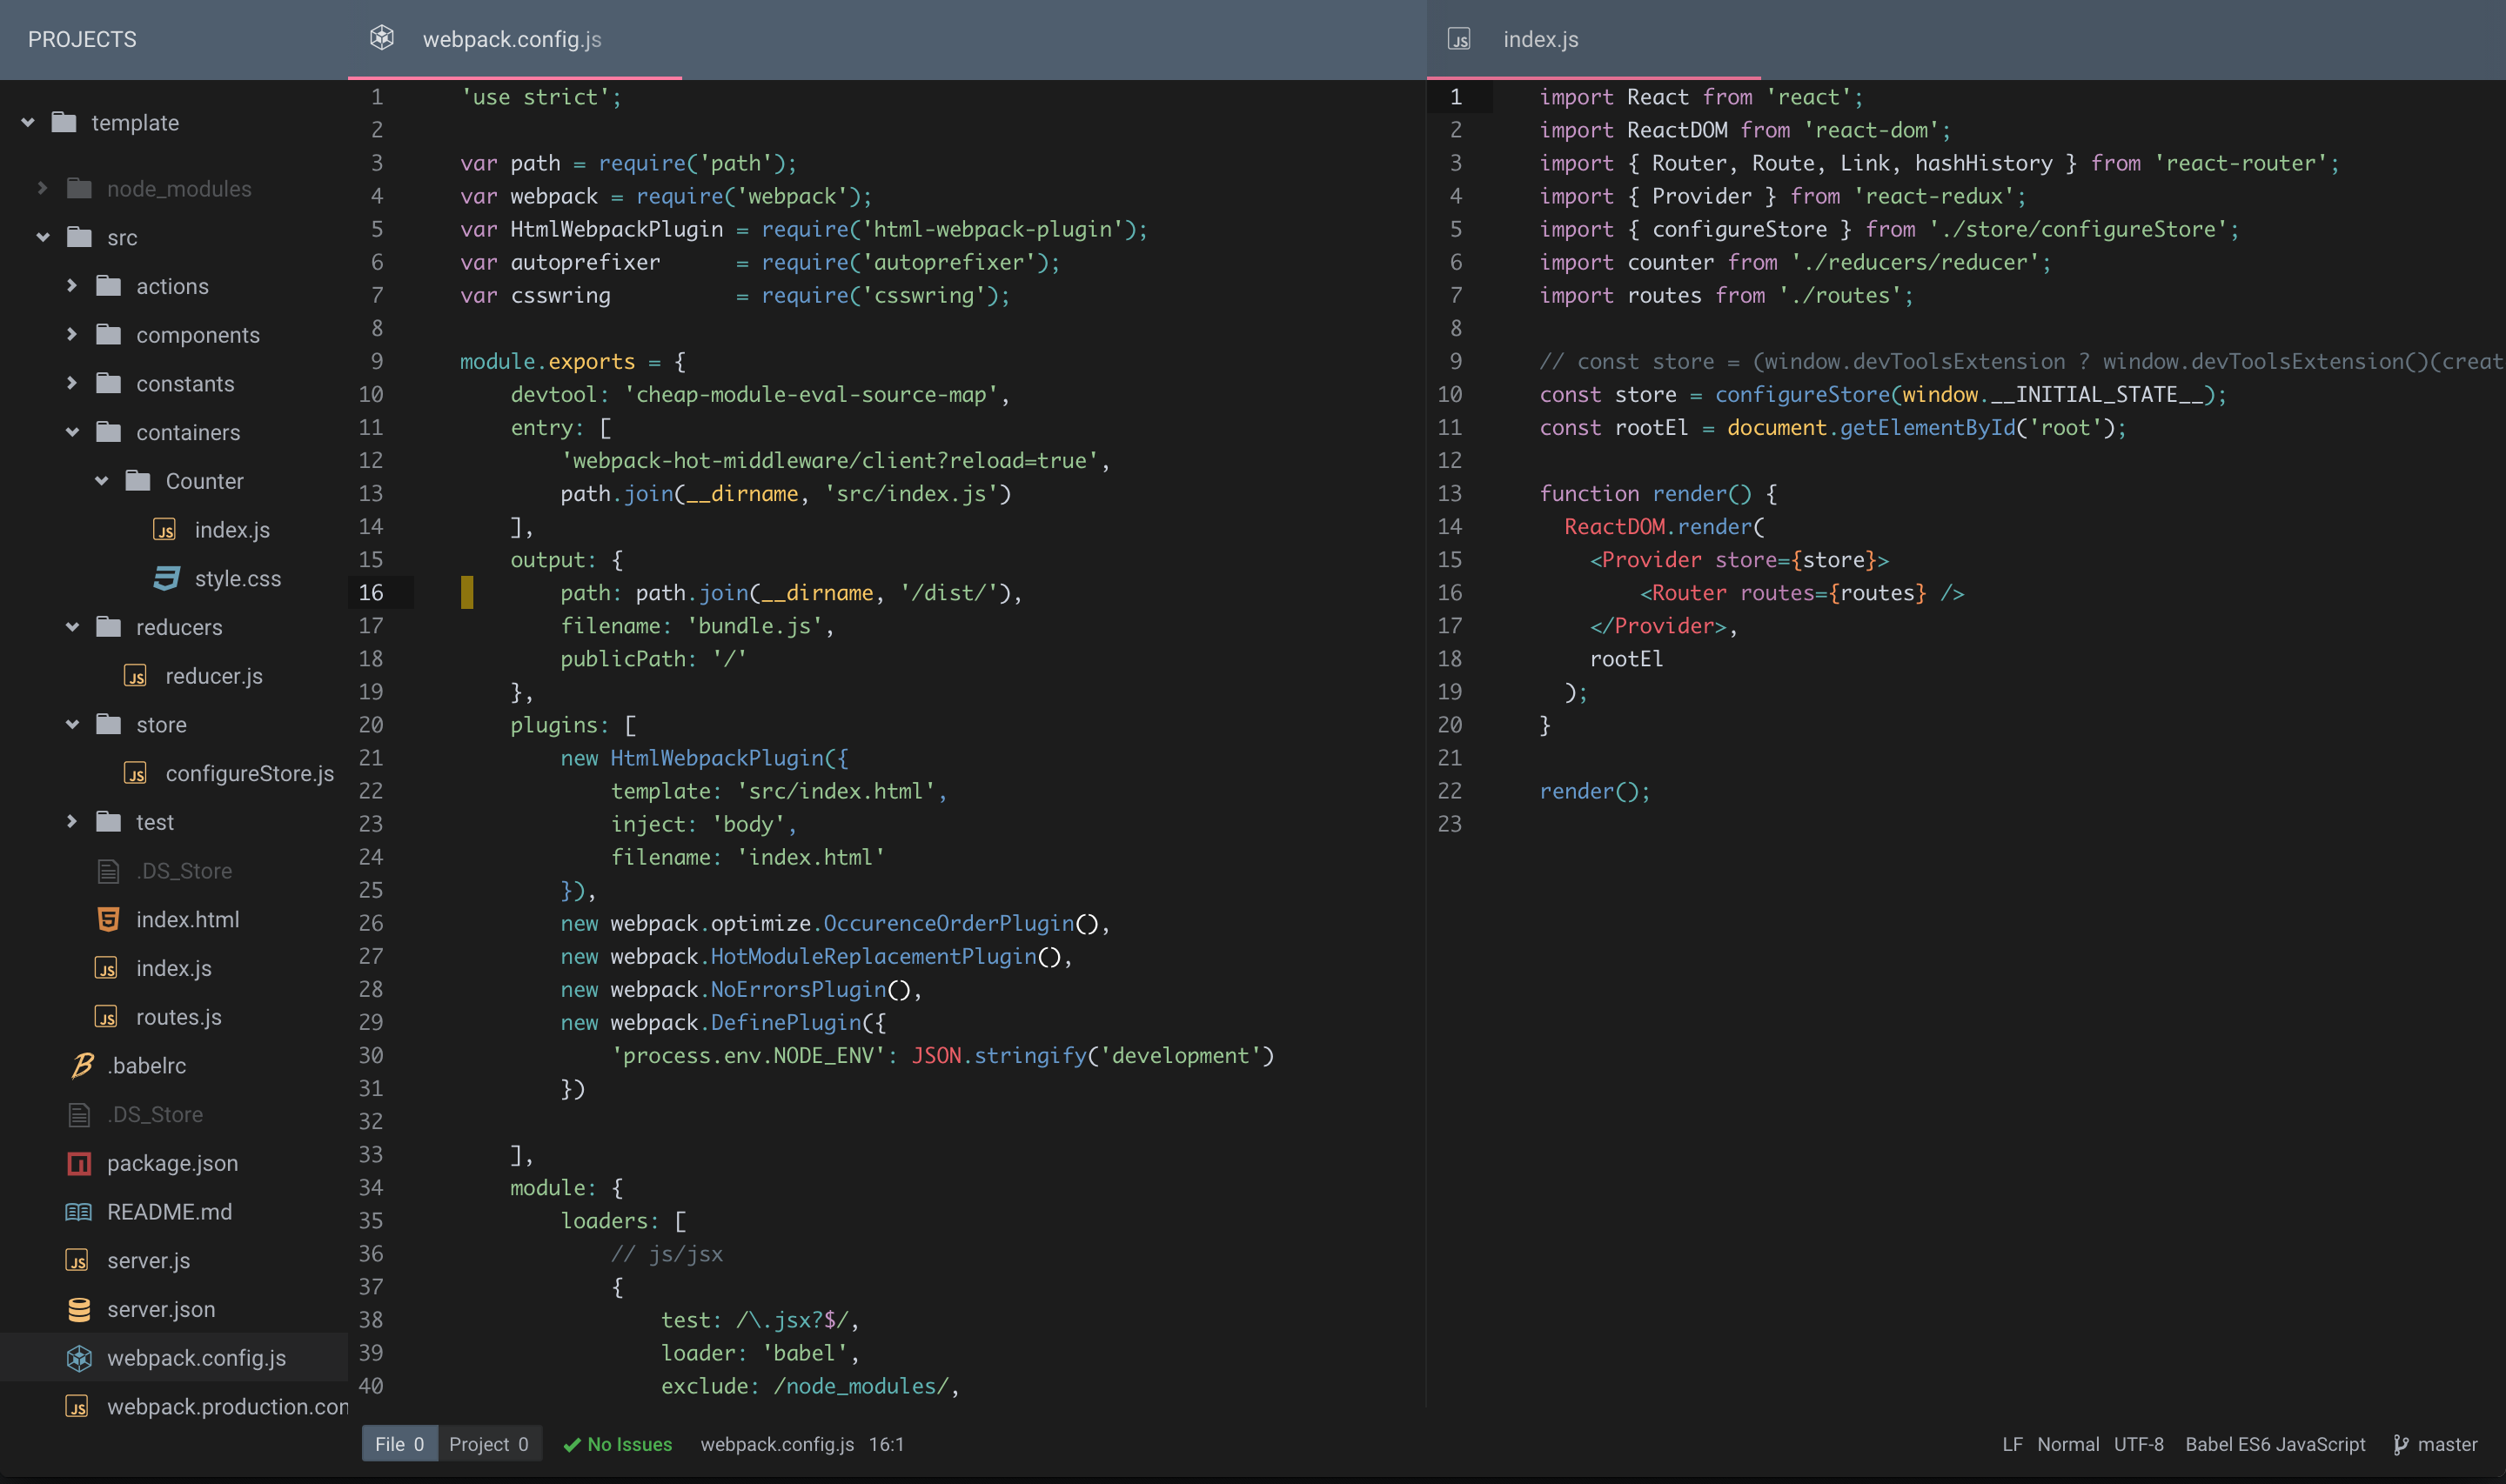 PROJECTS
template
node_modules
src
actions
components
constants
containers
Counter
index.js
style.css
reducers
reducer.js
store
configureStore.js
test
.DS_Store
index.html
index.js
routes.js
.babelrc
.DS_Store
package.json
README.md
server.js
server.json
webpack.config.js
webpack.production.con
webpack.config.js
1 'use strict';
2
3 var path = require('path');
4 var webpack = require('webpack');
5 var HtmlWebpackPlugin = require('html-webpack-plugin');
6 var autoprefixer      = require('autoprefixer');
7 var csswring          = require('csswring');
8
9 module.exports = {
10     devtool: 'cheap-module-eval-source-map',
11     entry: [
12         'webpack-hot-middleware/client?reload=true',
13         path.join(__dirname, 'src/index.js')
14     ],
15     output: {
16         path: path.join(__dirname, '/dist/'),
17         filename: 'bundle.js',
18         publicPath: '/'
19     },
20     plugins: [
21         new HtmlWebpackPlugin({
22             template: 'src/index.html',
23             inject: 'body',
24             filename: 'index.html'
25         }),
26         new webpack.optimize.OccurenceOrderPlugin(),
27         new webpack.HotModuleReplacementPlugin(),
28         new webpack.NoErrorsPlugin(),
29         new webpack.DefinePlugin({
30             'process.env.NODE_ENV': JSON.stringify('development')
31         })
32
33     ],
34     module: {
35         loaders: [
36             // js/jsx
37             {
38                 test: /\.jsx?$/,
39                 loader: 'babel',
40                 exclude: /node_modules/,
JS index.js
1 import React from 'react';
2 import ReactDOM from 'react-dom';
3 import { Router, Route, Link, hashHistory } from 'react-router';
4 import { Provider } from 'react-redux';
5 import { configureStore } from './store/configureStore';
6 import counter from './reducers/reducer';
7 import routes from './routes';
8
9 // const store = (window.devToolsExtension ? window.devToolsExtension()(creat
10 const store = configureStore(window.__INITIAL_STATE__);
11 const rootEl = document.getElementById('root');
12
13 function render() {
14   ReactDOM.render(
15     <Provider store={store}>
16         <Router routes={routes} />
17     </Provider>,
18     rootEl
19   );
20 }
21
22 render();
23
File 0 Project 0 No Issues webpack.config.js 16:1
LF Normal UTF-8 Babel ES6 JavaScript master